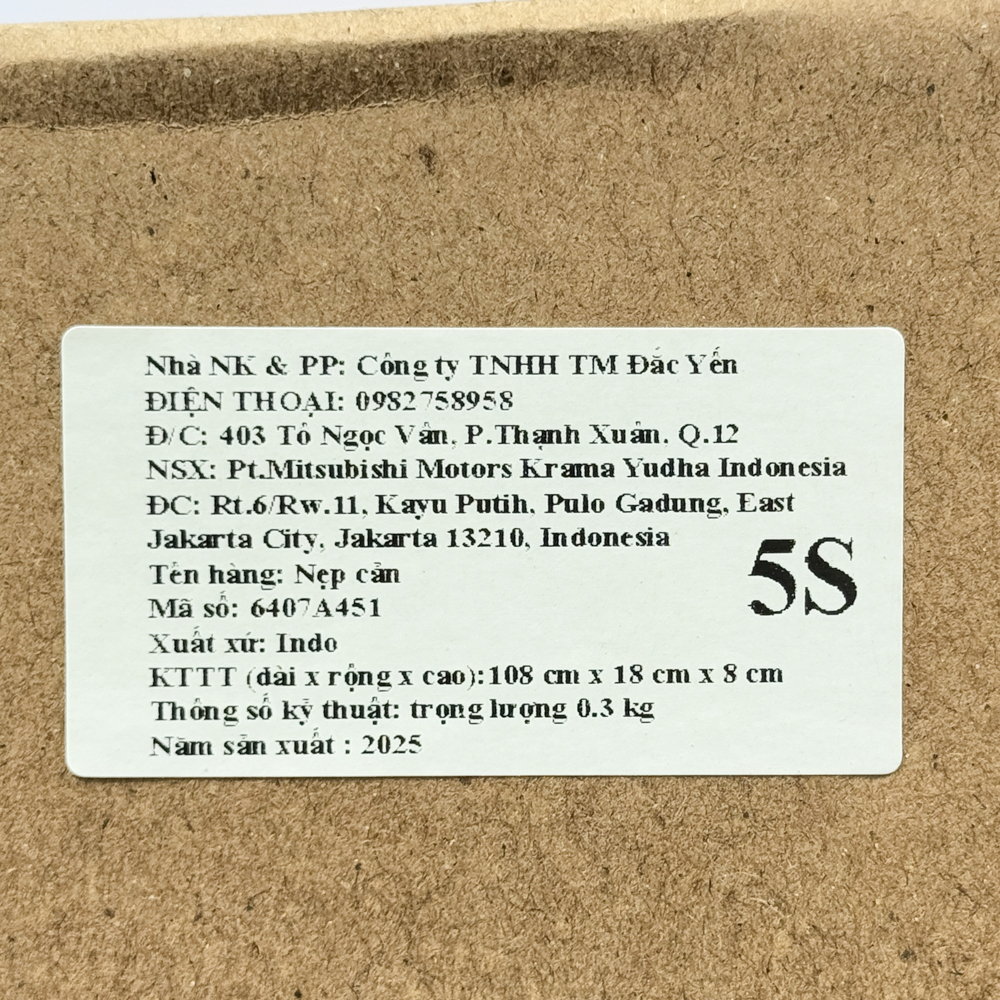 Nhà NK & PP: Công ty TNHH TM Đắc Yến
ĐIỆN THOẠI: 0982758958
Đ/C: 403 Tô Ngọc Vân, P.Thạnh Xuân. Q.12
NSX: Pt.Mitsubishi Motors Krama Yudha Indonesia
ĐC: Rt.6/Rw.11, Kayu Putih, Pulo Gadung, East
Jakarta City, Jakarta 13210, Indonesia
5S
Tên hàng: Nẹp cản
Mã số: 6407A451
Xuất xứ: Indo
KTTT (dài x rộng x cao):108 cm x 18 cm x 8 cm
Thông số kỹ thuật: trọng lượng 0.3 kg
Năm sản xuất : 2025